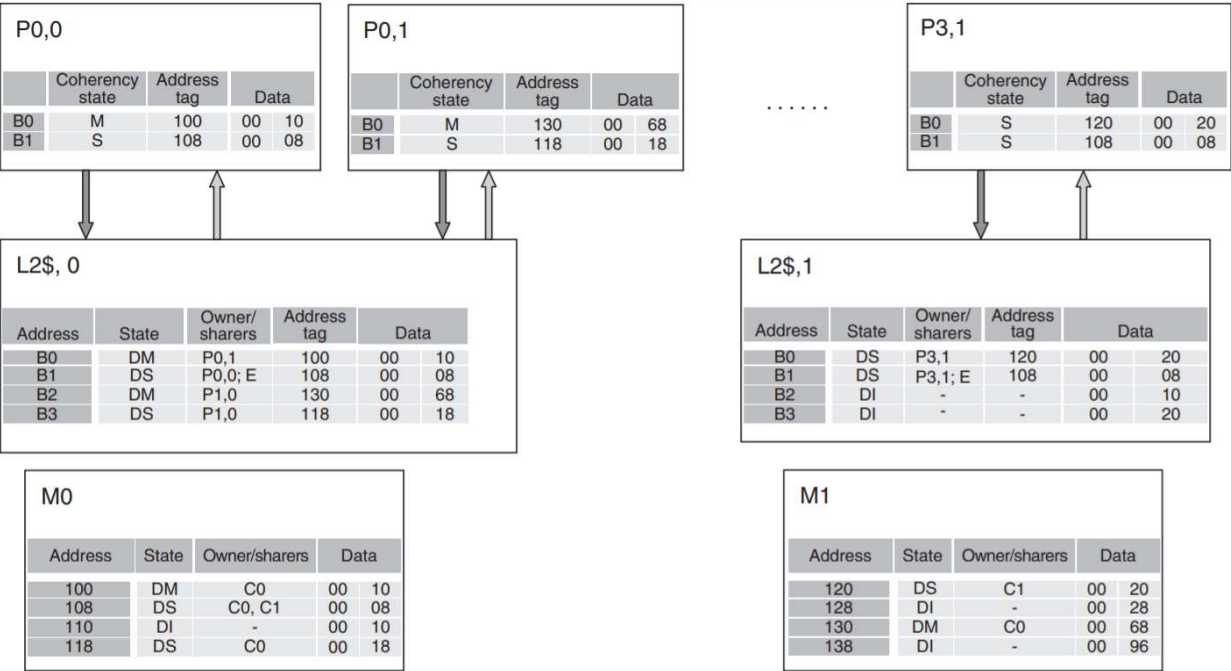 P0,0
Coherency state Address tag Data
B0 M 100 00 10
B1 S 108 00 08
P0,1
Coherency state Address tag Data
B0 M 130 00 68
B1 S 118 00 18
......
P3,1
Coherency state Address tag Data
B0 S 120 00 20
B1 S 108 00 08
L2$, 0
Address State Owner/ sharers Address tag Data
B0 DM P0,1 100 00 10
B1 DS P0,0; E 108 00 08
B2 DM P1,0 130 00 68
B3 DS P1,0 118 00 18
L2$,1
Address State Owner/ sharers Address tag Data
B0 DS P3,1 120 00 20
B1 DS P3,1; E 108 00 08
B2 DI - - 00 10
B3 DI - - 00 20
M0
Address State Owner/sharers Data
100 DM C0 00 10
108 DS C0, C1 00 08
110 DI - 00 10
118 DS C0 00 18
M1
Address State Owner/sharers Data
120 DS C1 00 20
128 DI - 00 28
130 DM C0 00 68
138 DI - 00 96